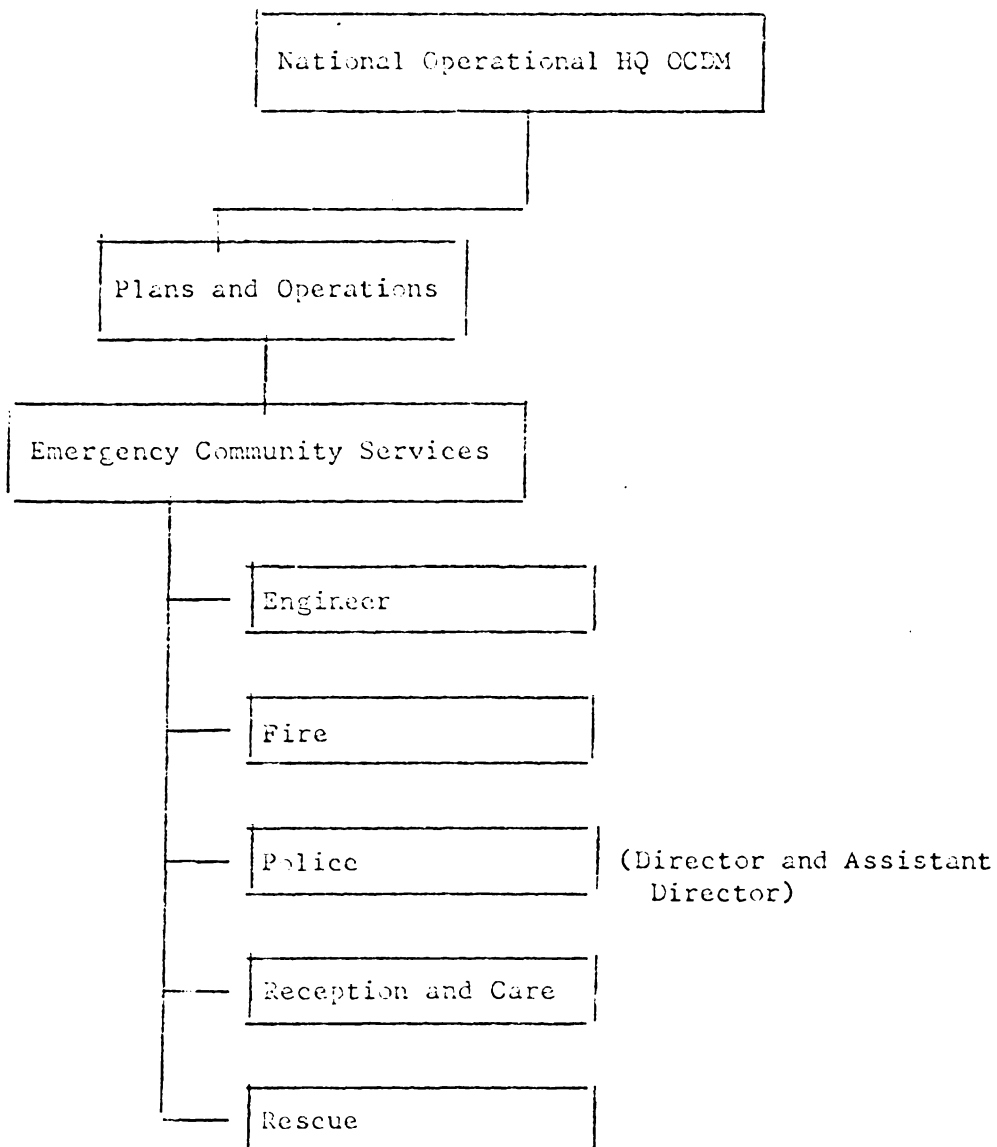 National Operational HQ OCDM
Plans and Operations
Emergency Community Services
Engineer
Fire
Police
(Director and Assistant
Director)
Reception and Care
Rescue